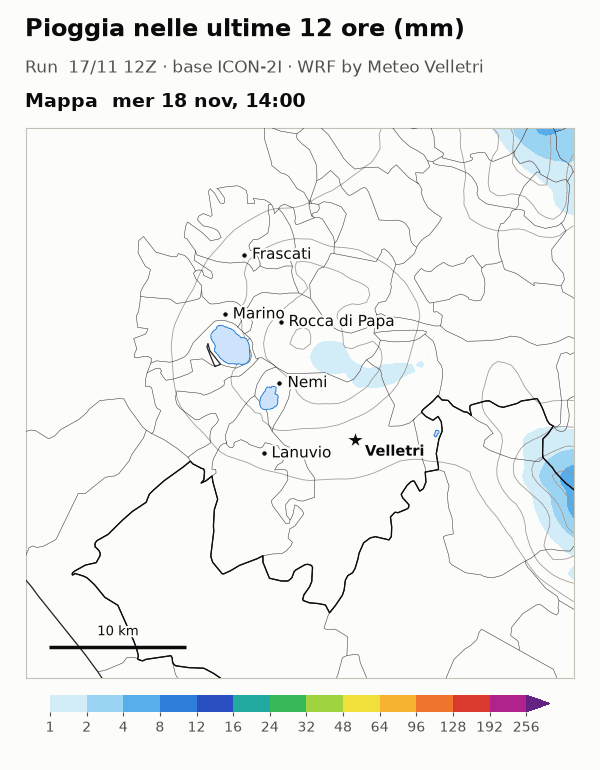 Pioggia nelle ultime 12 ore (mm)
Run  17/11 12Z · base ICON-2I · WRF by Meteo Velletri
Mappa  mer 18 nov, 14:00
Frascati
Marino
Rocca di Papa
Nemi
Velletri
Lanuvio
10 km
1 2 4 8 12 16 24 32 48 64 96 128 192 256